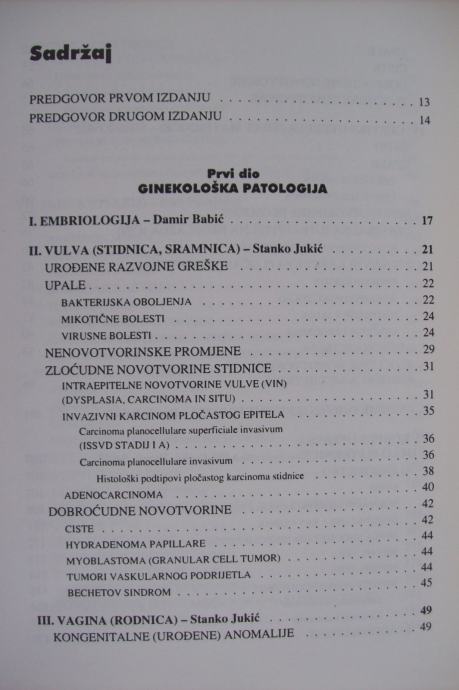 Sadržaj
PREDGOVOR PRVOM IZDANJU . . . . . . . . . . . . . . . . . . . . 13
PREDGOVOR DRUGOM IZDANJU . . . . . . . . . . . . . . . . . . . 14
Prvi dio
GINEKOLOŠKA PATOLOGIJA
I. EMBRIOLOGIJA – Damir Babić . . . . . . . . . . . . . . . . . . . 17
II. VULVA (STIDNICA, SRAMNICA) – Stanko Jukić . . . . . . . . . . 21
UROĐENE RAZVOJNE GREŠKE . . . . . . . . . . . . . . . . . . 21
UPALE . . . . . . . . . . . . . . . . . . . . . . . . . . . . . . 22
BAKTERIJSKA OBOLJENJA . . . . . . . . . . . . . . . . . . . . 22
MIKOTIČNE BOLESTI . . . . . . . . . . . . . . . . . . . . . . 24
VIRUSNE BOLESTI . . . . . . . . . . . . . . . . . . . . . . . . 24
NENOVOTVORINSKE PROMJENE . . . . . . . . . . . . . . . . . 29
ZLOĆUDNE NOVOTVORINE STIDNICE . . . . . . . . . . . . . . 31
INTRAEPITELNE NOVOTVORINE VULVE (VIN)
(DYSPLASIA, CARCINOMA IN SITU) . . . . . . . . . . . . . . . . 31
INVAZIVNI KARCINOM PLOČASTOG EPITELA . . . . . . . . . . . 35
Carcinoma planocellulare superficiale invasivum
(ISSVD STADIJ I A) . . . . . . . . . . . . . . . . . . . . . . . 36
Carcinoma planocellulare invasivum . . . . . . . . . . . . . . . 36
Histološki podtipovi pločastog karcinoma stidnice . . . . . . . . 38
ADENOCARCINOMA . . . . . . . . . . . . . . . . . . . . . . . 40
DOBROĆUDNE NOVOTVORINE . . . . . . . . . . . . . . . . . . 42
CISTE . . . . . . . . . . . . . . . . . . . . . . . . . . . . . . 42
HYDRADENOMA PAPILLARE . . . . . . . . . . . . . . . . . . . 44
MYOBLASTOMA (GRANULAR CELL TUMOR) . . . . . . . . . . . . 44
TUMORI VASKULARNOG PODRIJETLA . . . . . . . . . . . . . . . 44
BECHETOV SINDROM . . . . . . . . . . . . . . . . . . . . . . 45
III. VAGINA (RODNICA) – Stanko Jukić . . . . . . . . . . . . . . . . 49
KONGENITALNE (UROĐENE) ANOMALIJE . . . . . . . . . . . . . 49